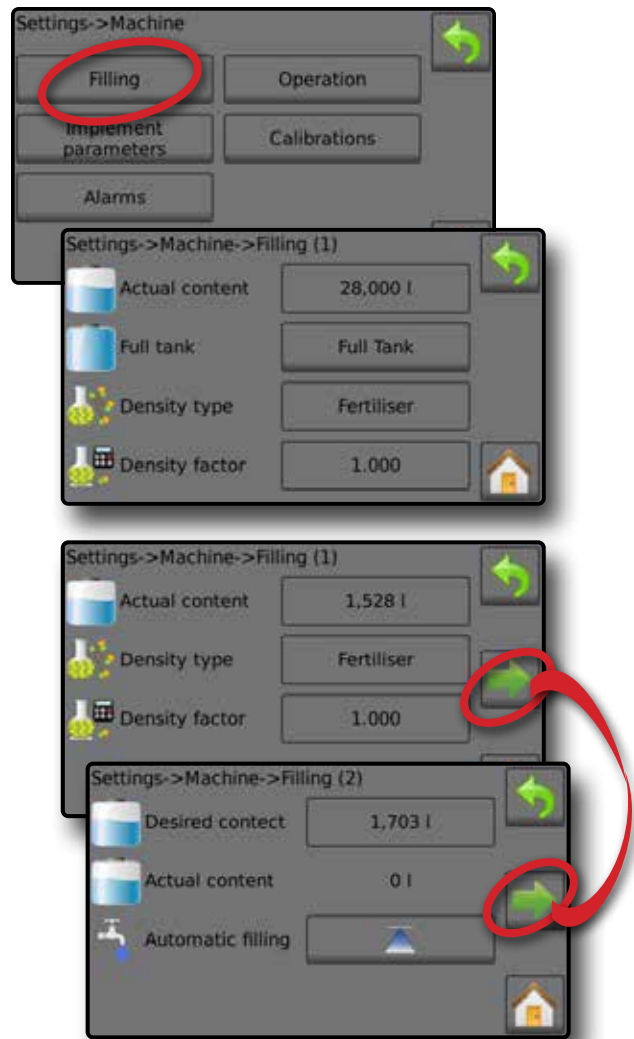 Settings->Machine
Filling
Operation
Implement
parameters
Calibrations
Alarms
Settings->Machine->Filling (1)
Actual content
28,000 l
Full tank
Full Tank
Density type
Fertiliser
Density factor
1.000
Settings->Machine->Filling (1)
Actual content
1,528 l
Density type
Fertiliser
Density factor
1.000
Settings->Machine->Filling (2)
Desired contect
1,703 l
Actual content
0 l
Automatic filling